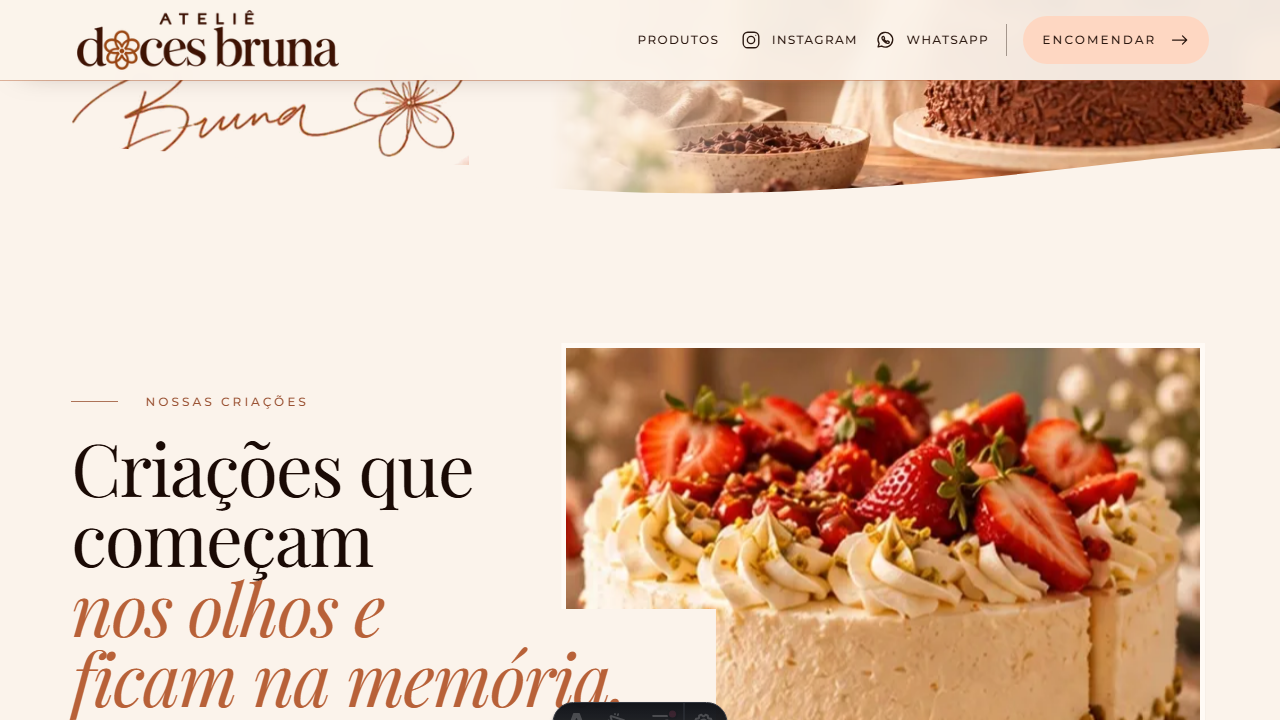 ATELIÊ
doces bruna
PRODUTOS
INSTAGRAM
WHATSAPP
ENCOMENDAR
Bruna
NOSSAS CRIAÇÕES
Criações que
começam
nos olhos e
ficam na memória.